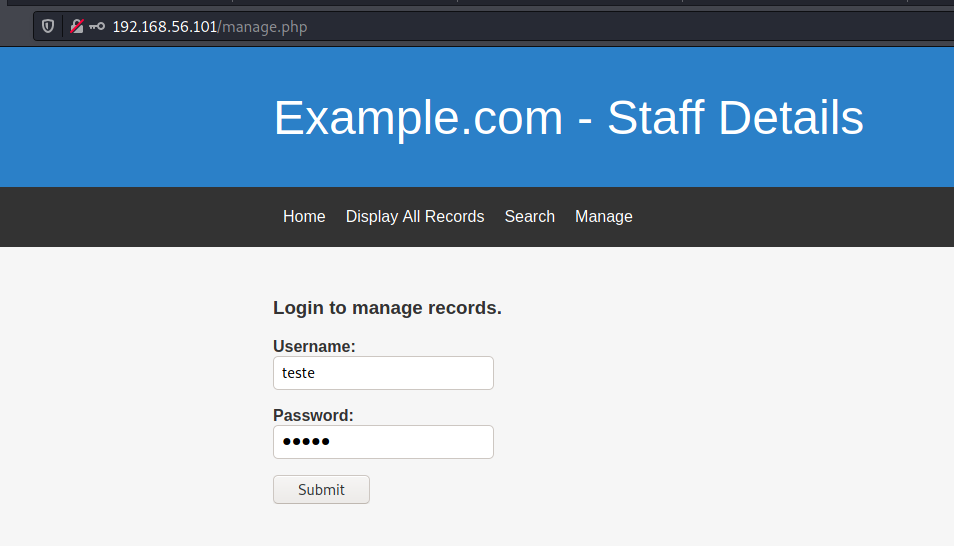 192.168.56.101/manage.php
Example.com - Staff Details
Home Display All Records Search Manage
Login to manage records.
Username:
teste
Password:
●●●●●
Submit